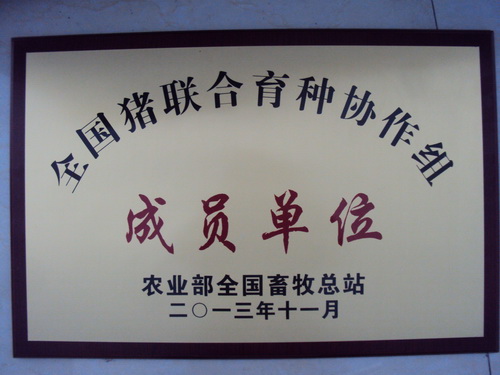 全国猪联合育种协作组
成员单位
农业部全国畜牧总站
二〇一三年十一月